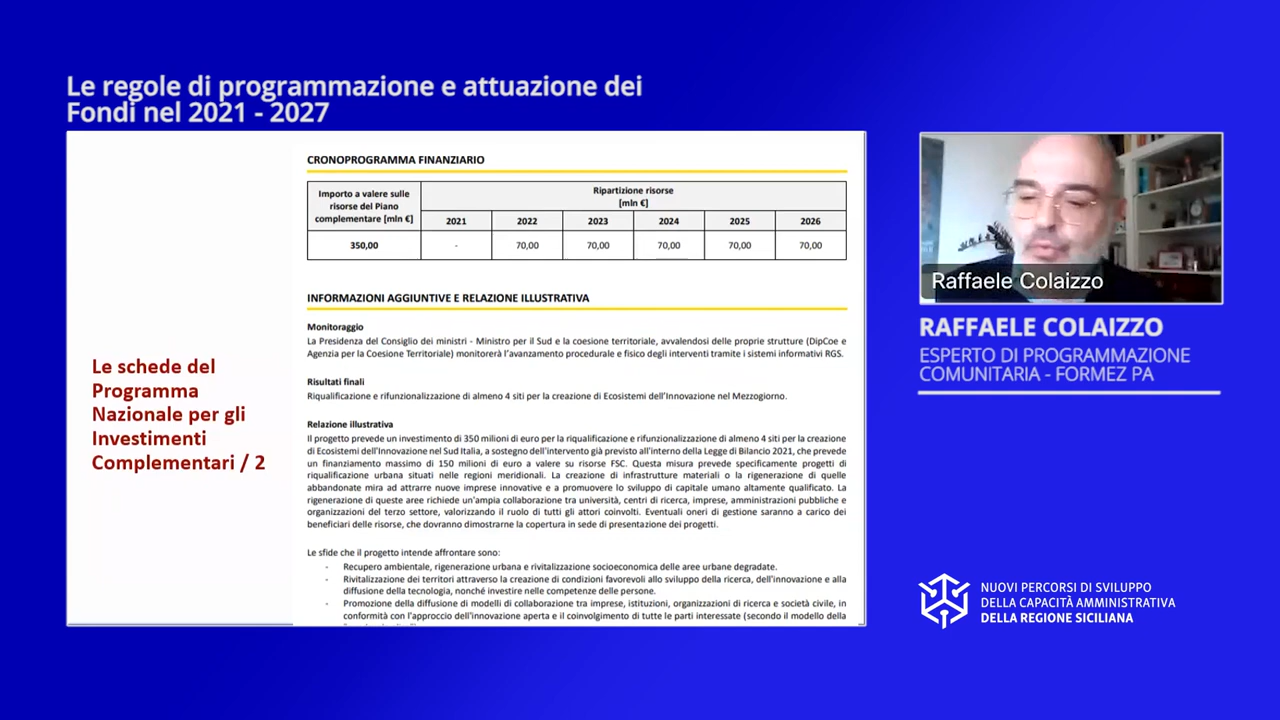 Le regole di programmazione e attuazione dei
Fondi nel 2021 - 2027
CRONOPROGRAMMA FINANZIARIO
Importo a valere sulle
risorse del Piano
complementare [mln €]
Ripartizione risorse
[mln €]
2021 2022 2023 2024 2025 2026
350,00 - 70,00 70,00 70,00 70,00 70,00
INFORMAZIONI AGGIUNTIVE E RELAZIONE ILLUSTRATIVA
Monitoraggio
La Presidenza del Consiglio dei ministri - Ministro per il Sud e la coesione territoriale, avvalendosi delle proprie strutture (DipCoe e
Agenzia per la Coesione Territoriale) monitorerà l'avanzamento procedurale e fisico degli interventi tramite i sistemi informativi RGS.
Risultati finali
Riqualificazione e rifunzionalizzazione di almeno 4 siti per la creazione di Ecosistemi dell'Innovazione nel Mezzogiorno.
Relazione illustrativa
Il progetto prevede un investimento di 350 milioni di euro per la riqualificazione e rifunzionalizzazione di almeno 4 siti per la creazione
di Ecosistemi dell'Innovazione nel Sud Italia, a sostegno dell'intervento già previsto all'interno della Legge di Bilancio 2021, che prevede
un finanziamento massimo di 150 milioni di euro a valere su risorse FSC. Questa misura prevede specificamente progetti di
riqualificazione urbana situati nelle regioni meridionali. La creazione di infrastrutture materiali o la rigenerazione di quelle
abbandonate mira ad attrarre nuove imprese innovative e a promuovere lo sviluppo di capitale umano altamente qualificato. La
rigenerazione di queste aree richiede un'ampia collaborazione tra università, centri di ricerca, imprese, amministrazioni pubbliche e
organizzazioni del terzo settore, valorizzando il ruolo di tutti gli attori coinvolti. Eventuali oneri di gestione saranno a carico dei
beneficiari delle risorse, che dovranno dimostrarne la copertura in sede di presentazione dei progetti.
Le sfide che il progetto intende affrontare sono:
- Recupero ambientale, rigenerazione urbana e rivitalizzazione socioeconomica delle aree urbane degradate.
- Rivitalizzazione dei territori attraverso la creazione di condizioni favorevoli allo sviluppo della ricerca, dell'innovazione e alla
diffusione della tecnologia, nonché investire nelle competenze delle persone.
- Promozione della diffusione di modelli di collaborazione tra imprese, istituzioni, organizzazioni di ricerca e società civile, in
conformità con l'approccio dell'innovazione aperta e il coinvolgimento di tutte le parti interessate (secondo il modello della
Le schede del
Programma
Nazionale per gli
Investimenti
Complementari / 2
Raffaele Colaizzo
RAFFAELE COLAIZZO
ESPERTO DI PROGRAMMAZIONE
COMUNITARIA - FORMEZ PA
NUOVI PERCORSI DI SVILUPPO
DELLA CAPACITÀ AMMINISTRATIVA
DELLA REGIONE SICILIANA